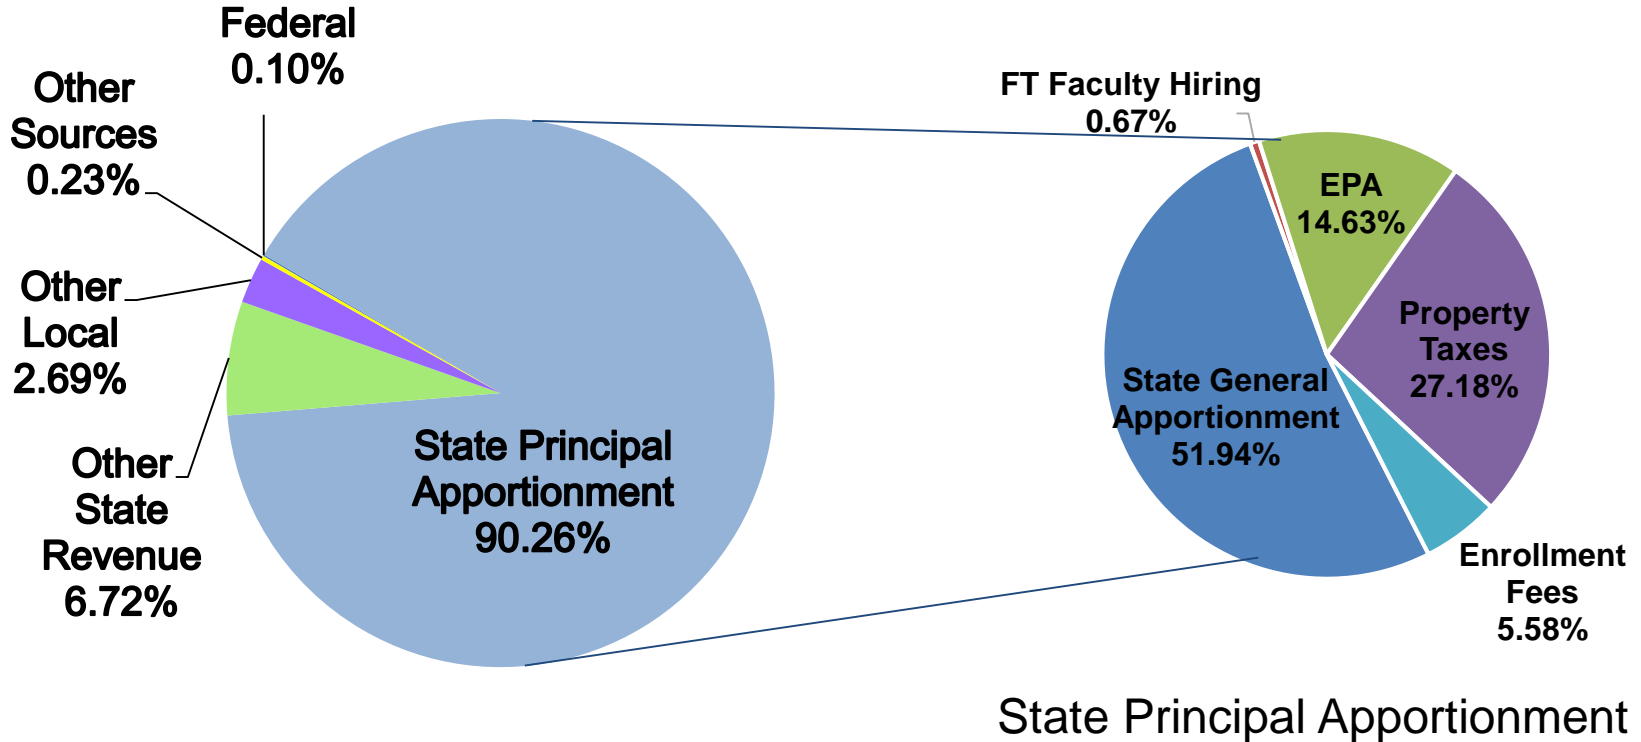 Federal
0.10%
Other
Sources
0.23%
Other
Local
2.69%
Other
State
Revenue
6.72%
State Principal
Apportionment
90.26%
FT Faculty Hiring
0.67%
EPA
14.63%
Property
Taxes
27.18%
State General
Apportionment
51.94%
Enrollment
Fees
5.58%
State Principal Apportionment